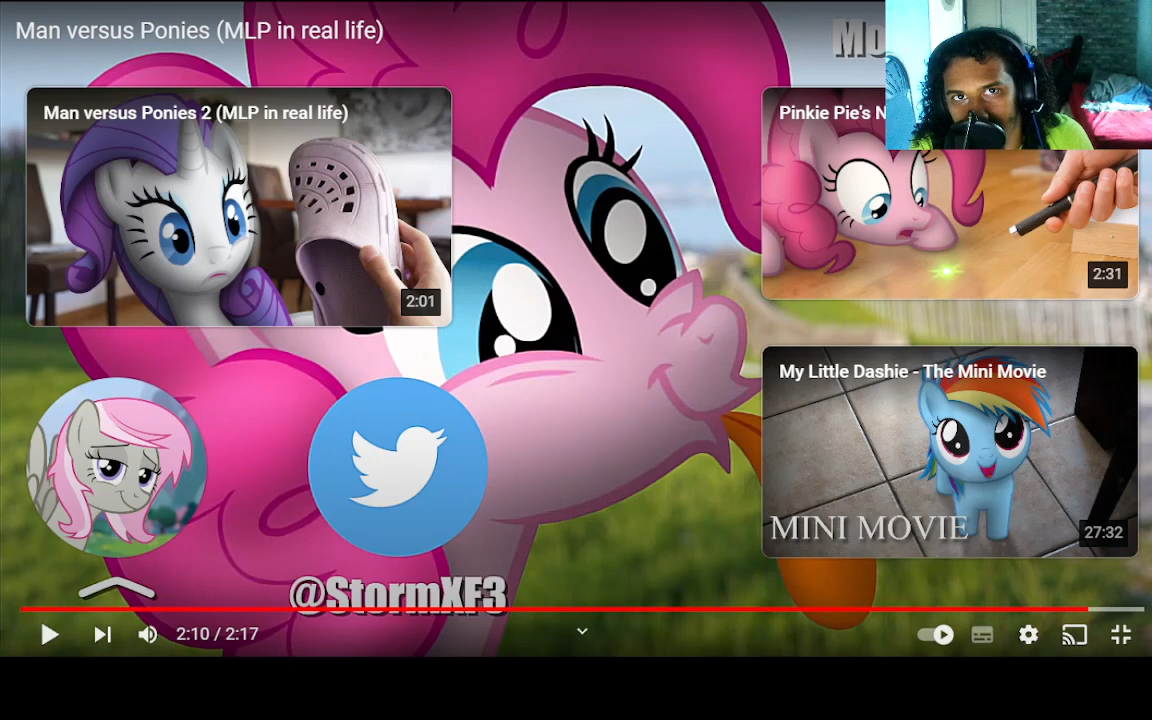 Man versus Ponies (MLP in real life)
Man versus Ponies 2 (MLP in real life)
2:01
Pinkie Pie's
2:31
My Little Dashie - The Mini Movie
MINI MOVIE
27:32
@StormXF3
2:10 / 2:17